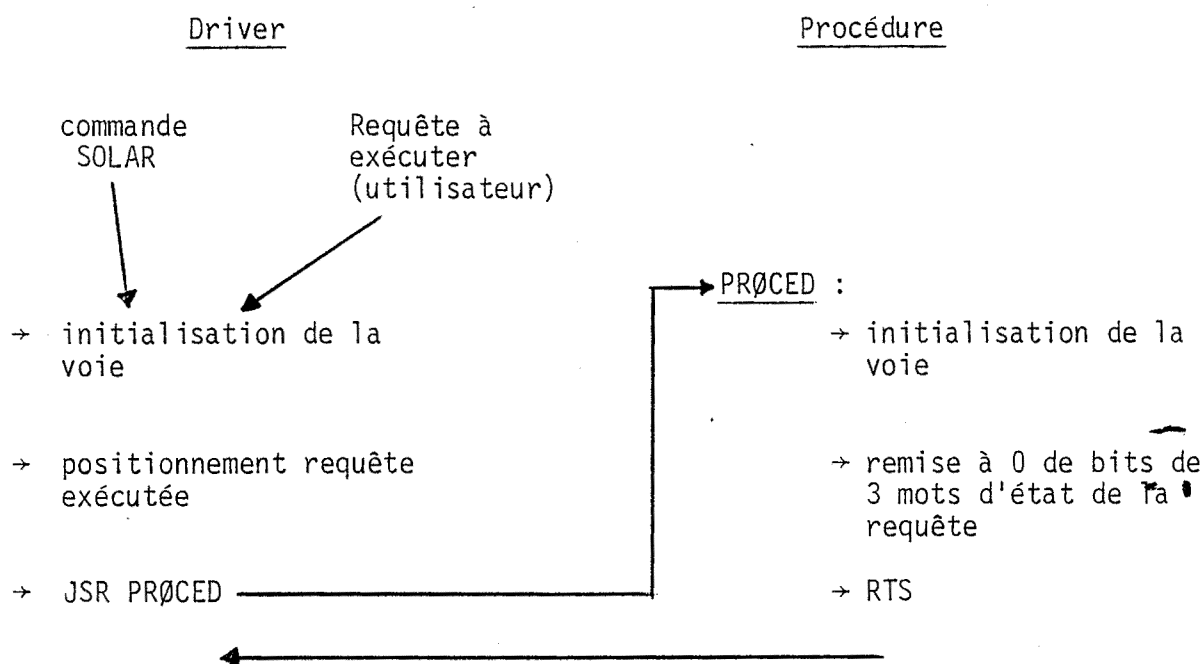 Driver
Procédure
commande
SOLAR
Requête à
exécuter
(utilisateur)
PRØCED :
→ initialisation de la
voie
→ initialisation de la
voie
→ positionnement requête
exécutée
→ remise à 0 de bits de
3 mots d'état de la
requête
→ JSR PRØCED
→ RTS